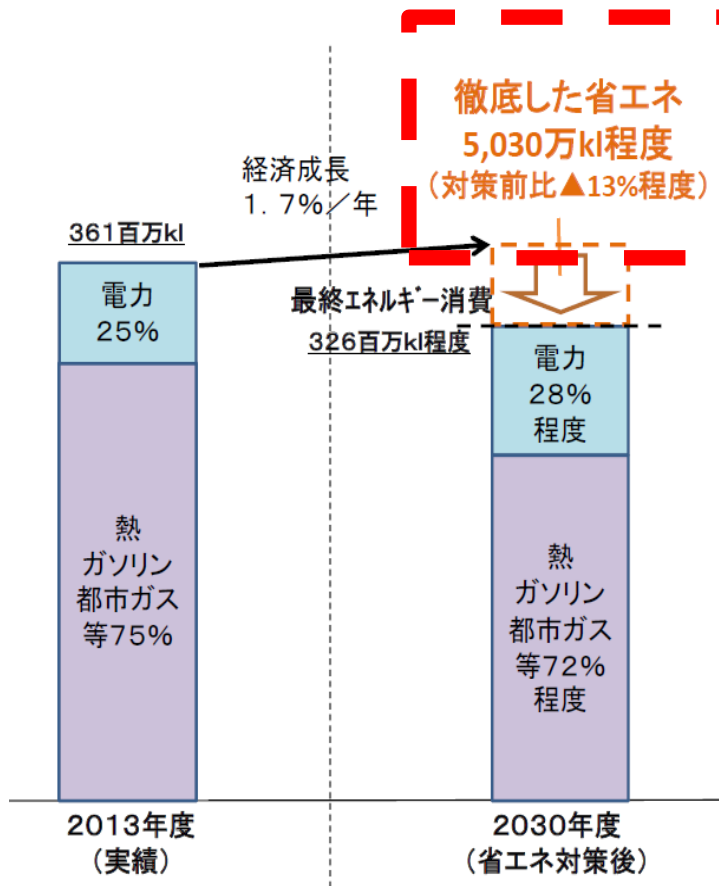 徹底した省エネ
5,030万kl程度
(対策前比▲13%程度)
経済成長
1.7%/年
361百万kl
電力
25%
最終エネルギー消費
326百万kl程度
電力
28%
程度
熱
ガソリン
都市ガス
等75%
熱
ガソリン
都市ガス
等72%
程度
2013年度
(実績)
2030年度
(省エネ対策後)